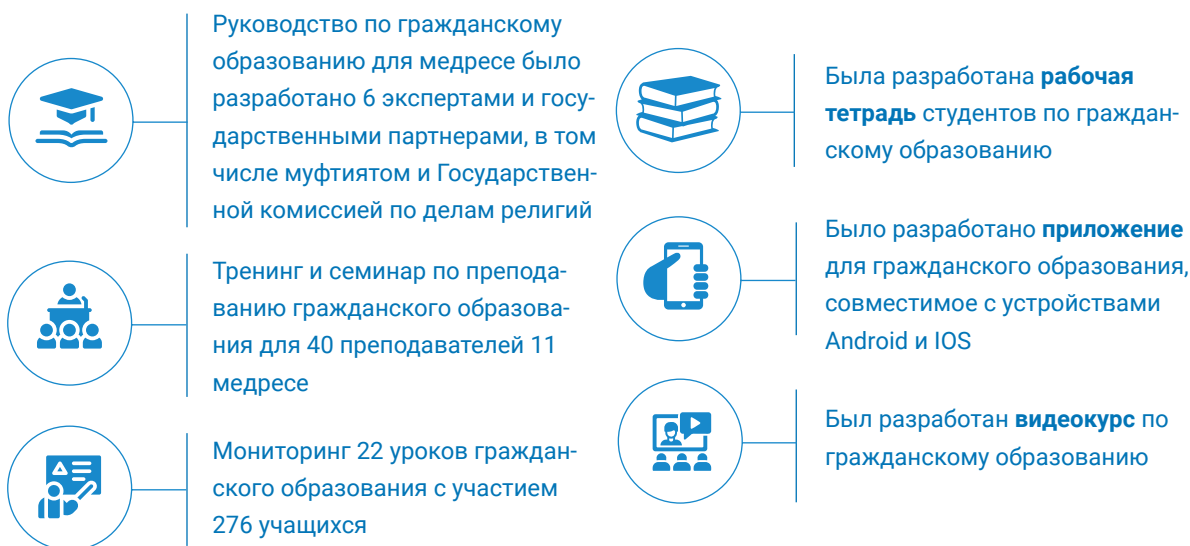 Руководство по гражданскому
образованию для медресе было
разработано 6 экспертами и госу-
дарственными партнерами, в том
числе муфтиятом и Государствен-
ной комиссией по делам религий
Тренинг и семинар по препода-
ванию гражданского образова-
ния для 40 преподавателей 11
медресе
Мониторинг 22 уроков граждан-
ского образования с участием
276 учащихся
Была разработана рабочая
тетрадь студентов по граждан-
скому образованию
Было разработано приложение
для гражданского образования,
совместимое с устройствами
Android и IOS
Был разработан видеокурс по
гражданскому образованию